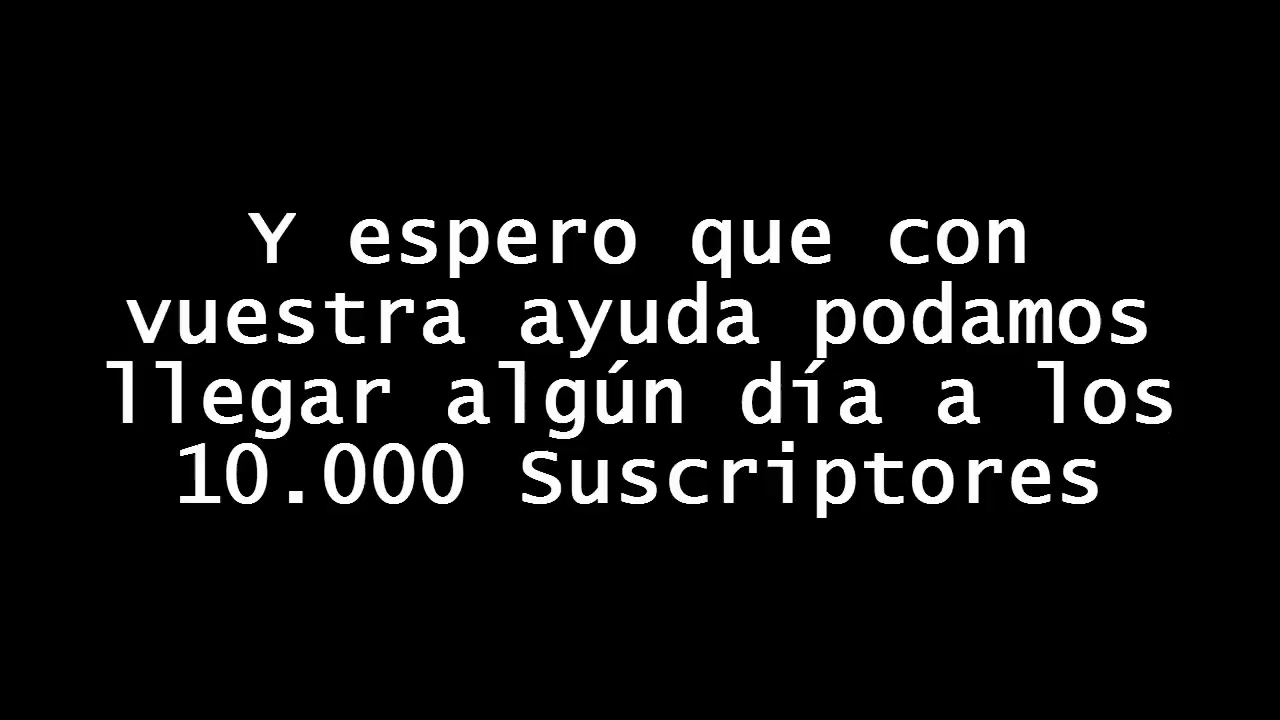 Y espero que con
vuestra ayuda podamos
llegar algún día a los
10.000 Suscriptores